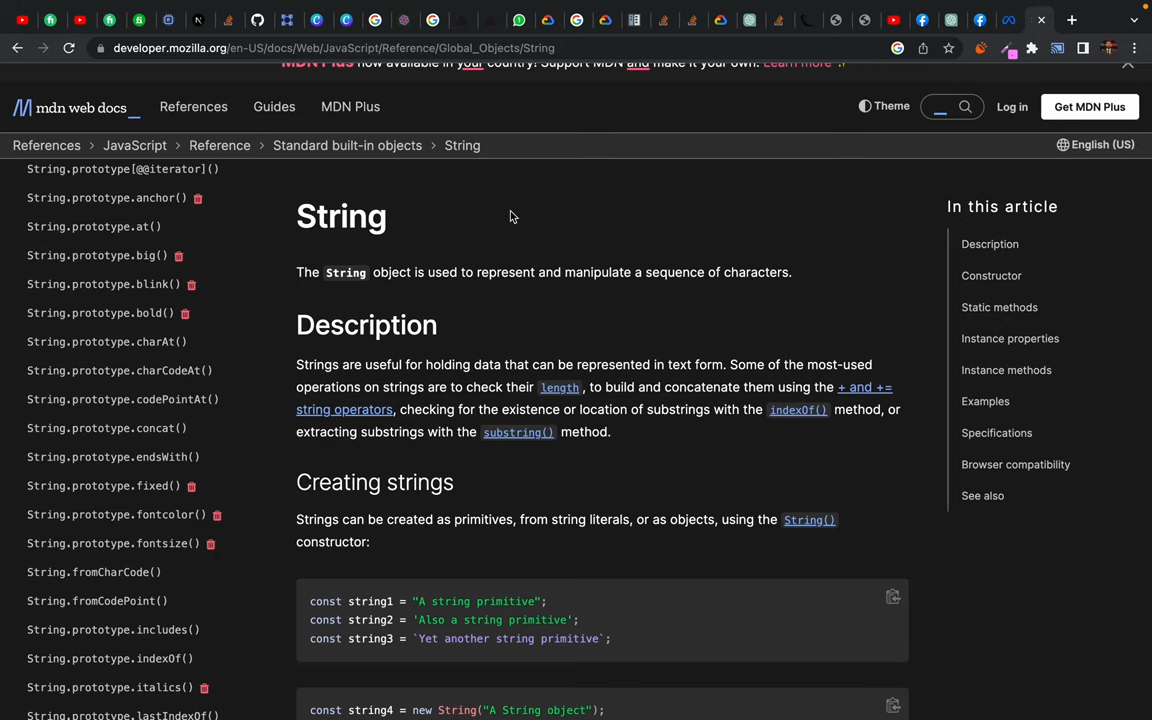 developer.mozilla.org/en-US/docs/Web/JavaScript/Reference/Global_Objects/String
MDN Plus now available in your country! Support MDN and make it your own. Learn more ✨
mdn web docs_
References
Guides
MDN Plus
Theme
Log in
Get MDN Plus
References > JavaScript > Reference > Standard built-in objects > String
English (US)
String.prototype[@@iterator]()
String.prototype.anchor()
String.prototype.at()
String.prototype.big()
String.prototype.blink()
String.prototype.bold()
String.prototype.charAt()
String.prototype.charCodeAt()
String.prototype.codePointAt()
String.prototype.concat()
String.prototype.endsWith()
String.prototype.fixed()
String.prototype.fontcolor()
String.prototype.fontsize()
String.fromCharCode()
String.fromCodePoint()
String.prototype.includes()
String.prototype.indexOf()
String.prototype.italics()
String.prototype.lastIndexOf()
String
The String object is used to represent and manipulate a sequence of characters.
Description
Strings are useful for holding data that can be represented in text form. Some of the most-used
operations on strings are to check their length, to build and concatenate them using the + and +=
string operators, checking for the existence or location of substrings with the indexOf() method, or
extracting substrings with the substring() method.
Creating strings
Strings can be created as primitives, from string literals, or as objects, using the String()
constructor:
const string1 = "A string primitive";
const string2 = 'Also a string primitive';
const string3 = `Yet another string primitive`;
const string4 = new String("A String object");
In this article
Description
Constructor
Static methods
Instance properties
Instance methods
Examples
Specifications
Browser compatibility
See also